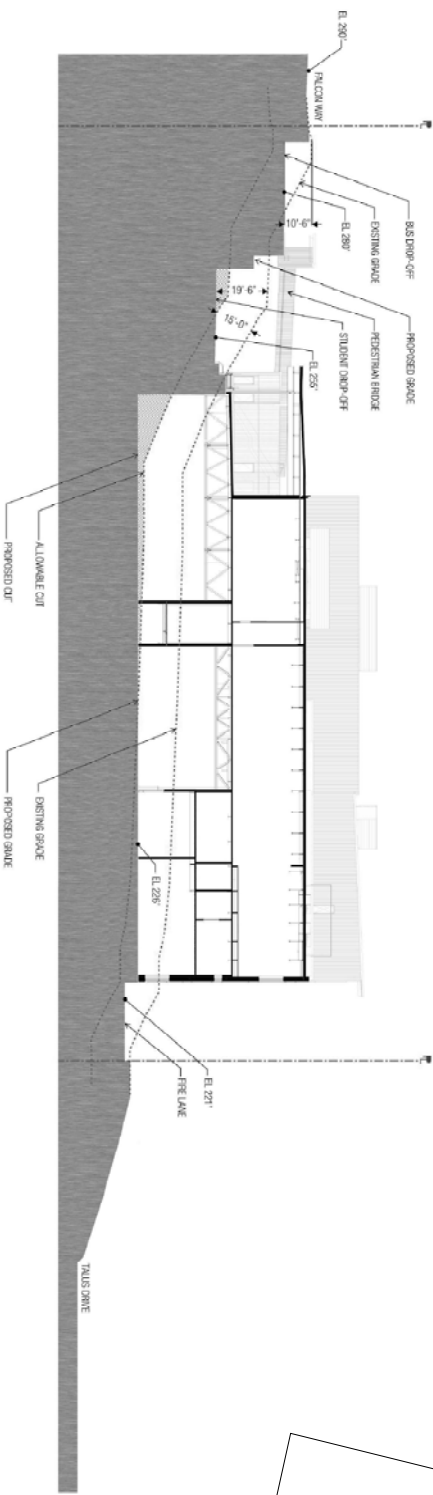 EL 290'
FALCON WAY
BUS DROP-OFF
EXISTING GRADE
EL 280'
10'-6"
PROPOSED GRADE
PEDESTRIAN BRIDGE
STUDENT DROP-OFF
19'-6"
15'-0"
EL 255'
PROPOSED CUT
ALLOWABLE CUT
PROPOSED GRADE
EXISTING GRADE
EL 226'
EL 221'
FIRE LANE
TALUS DRIVE